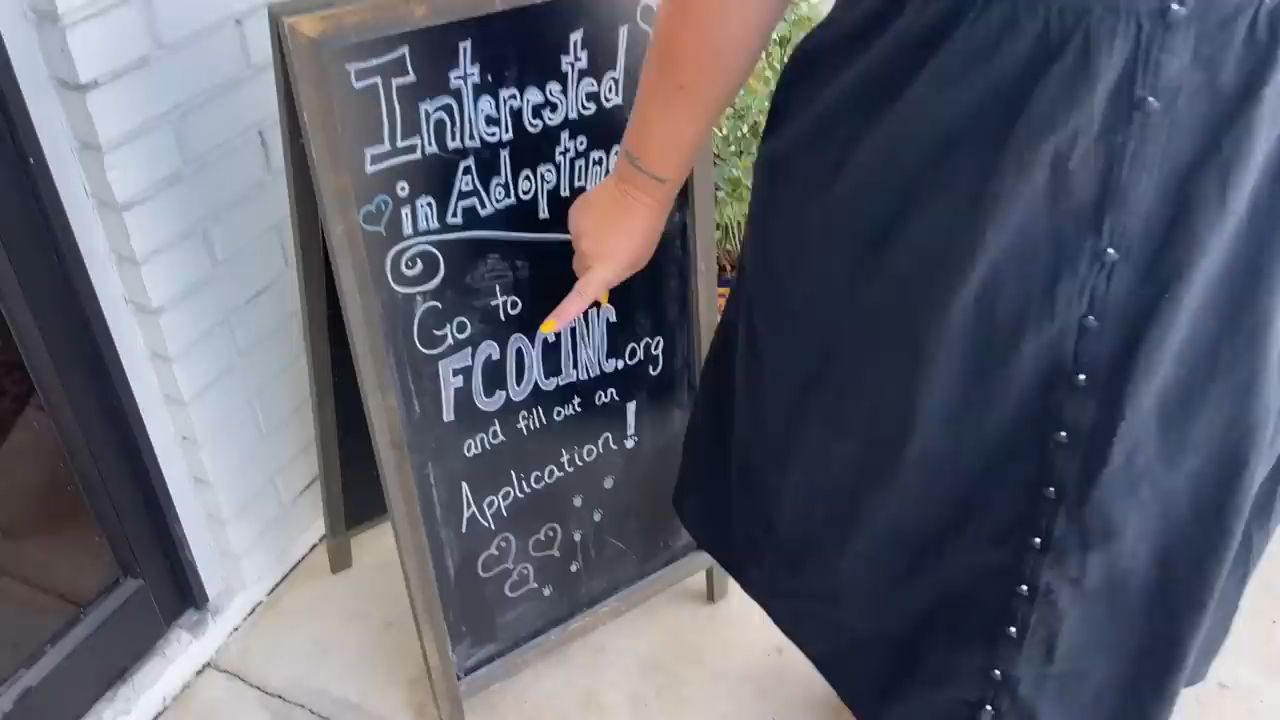 Interested
in Adopting
Go to
FCOCINC.org
and fill out an
Application!